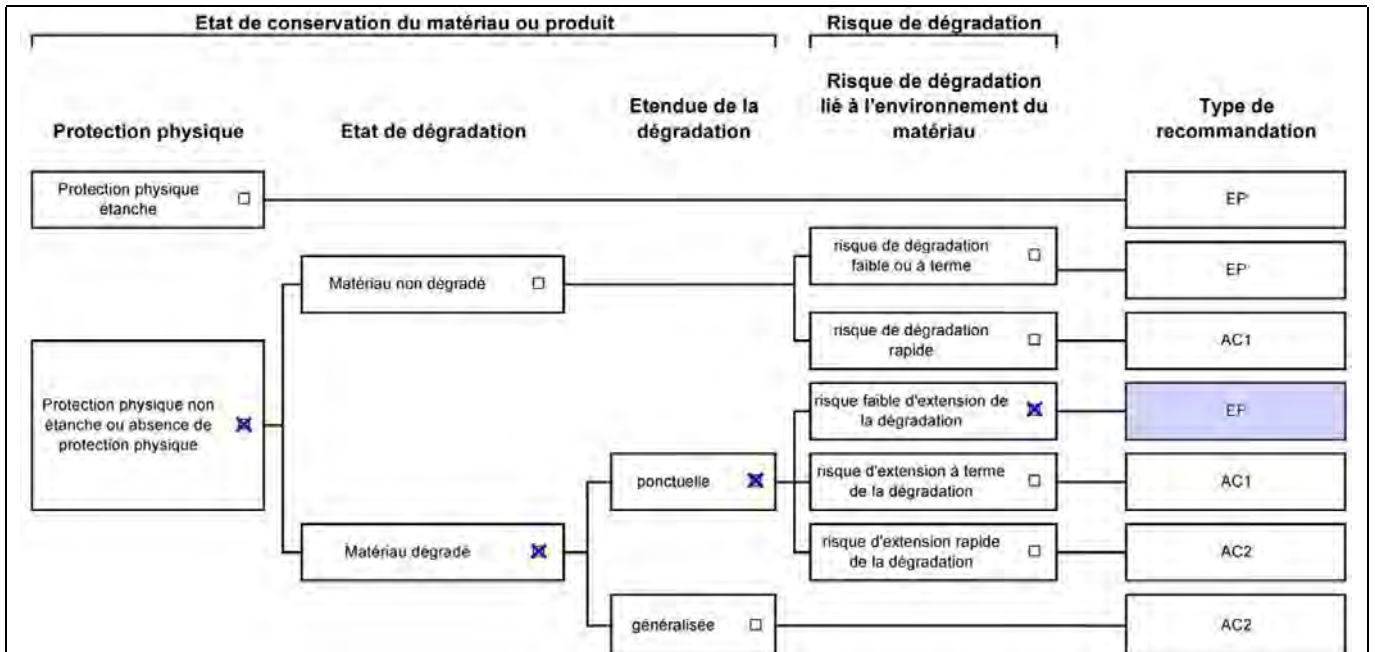 Etat de conservation du matériau ou produit
Risque de dégradation
Protection physique
Etat de dégradation
Etendue de la
dégradation
Risque de dégradation
lié à l'environnement du
matériau
Type de
recommandation
Protection physique
étanche
EP
Matériau non dégradé
risque de dégradation
faible ou à terme
EP
risque de dégradation
rapide
AC1
Protection physique non
étanche ou absence de
protection physique
risque faible d'extension de
la dégradation
EP
ponctuelle
risque d'extension à terme
de la dégradation
AC1
Matériau dégradé
risque d'extension rapide
de la dégradation
AC2
généralisée
AC2